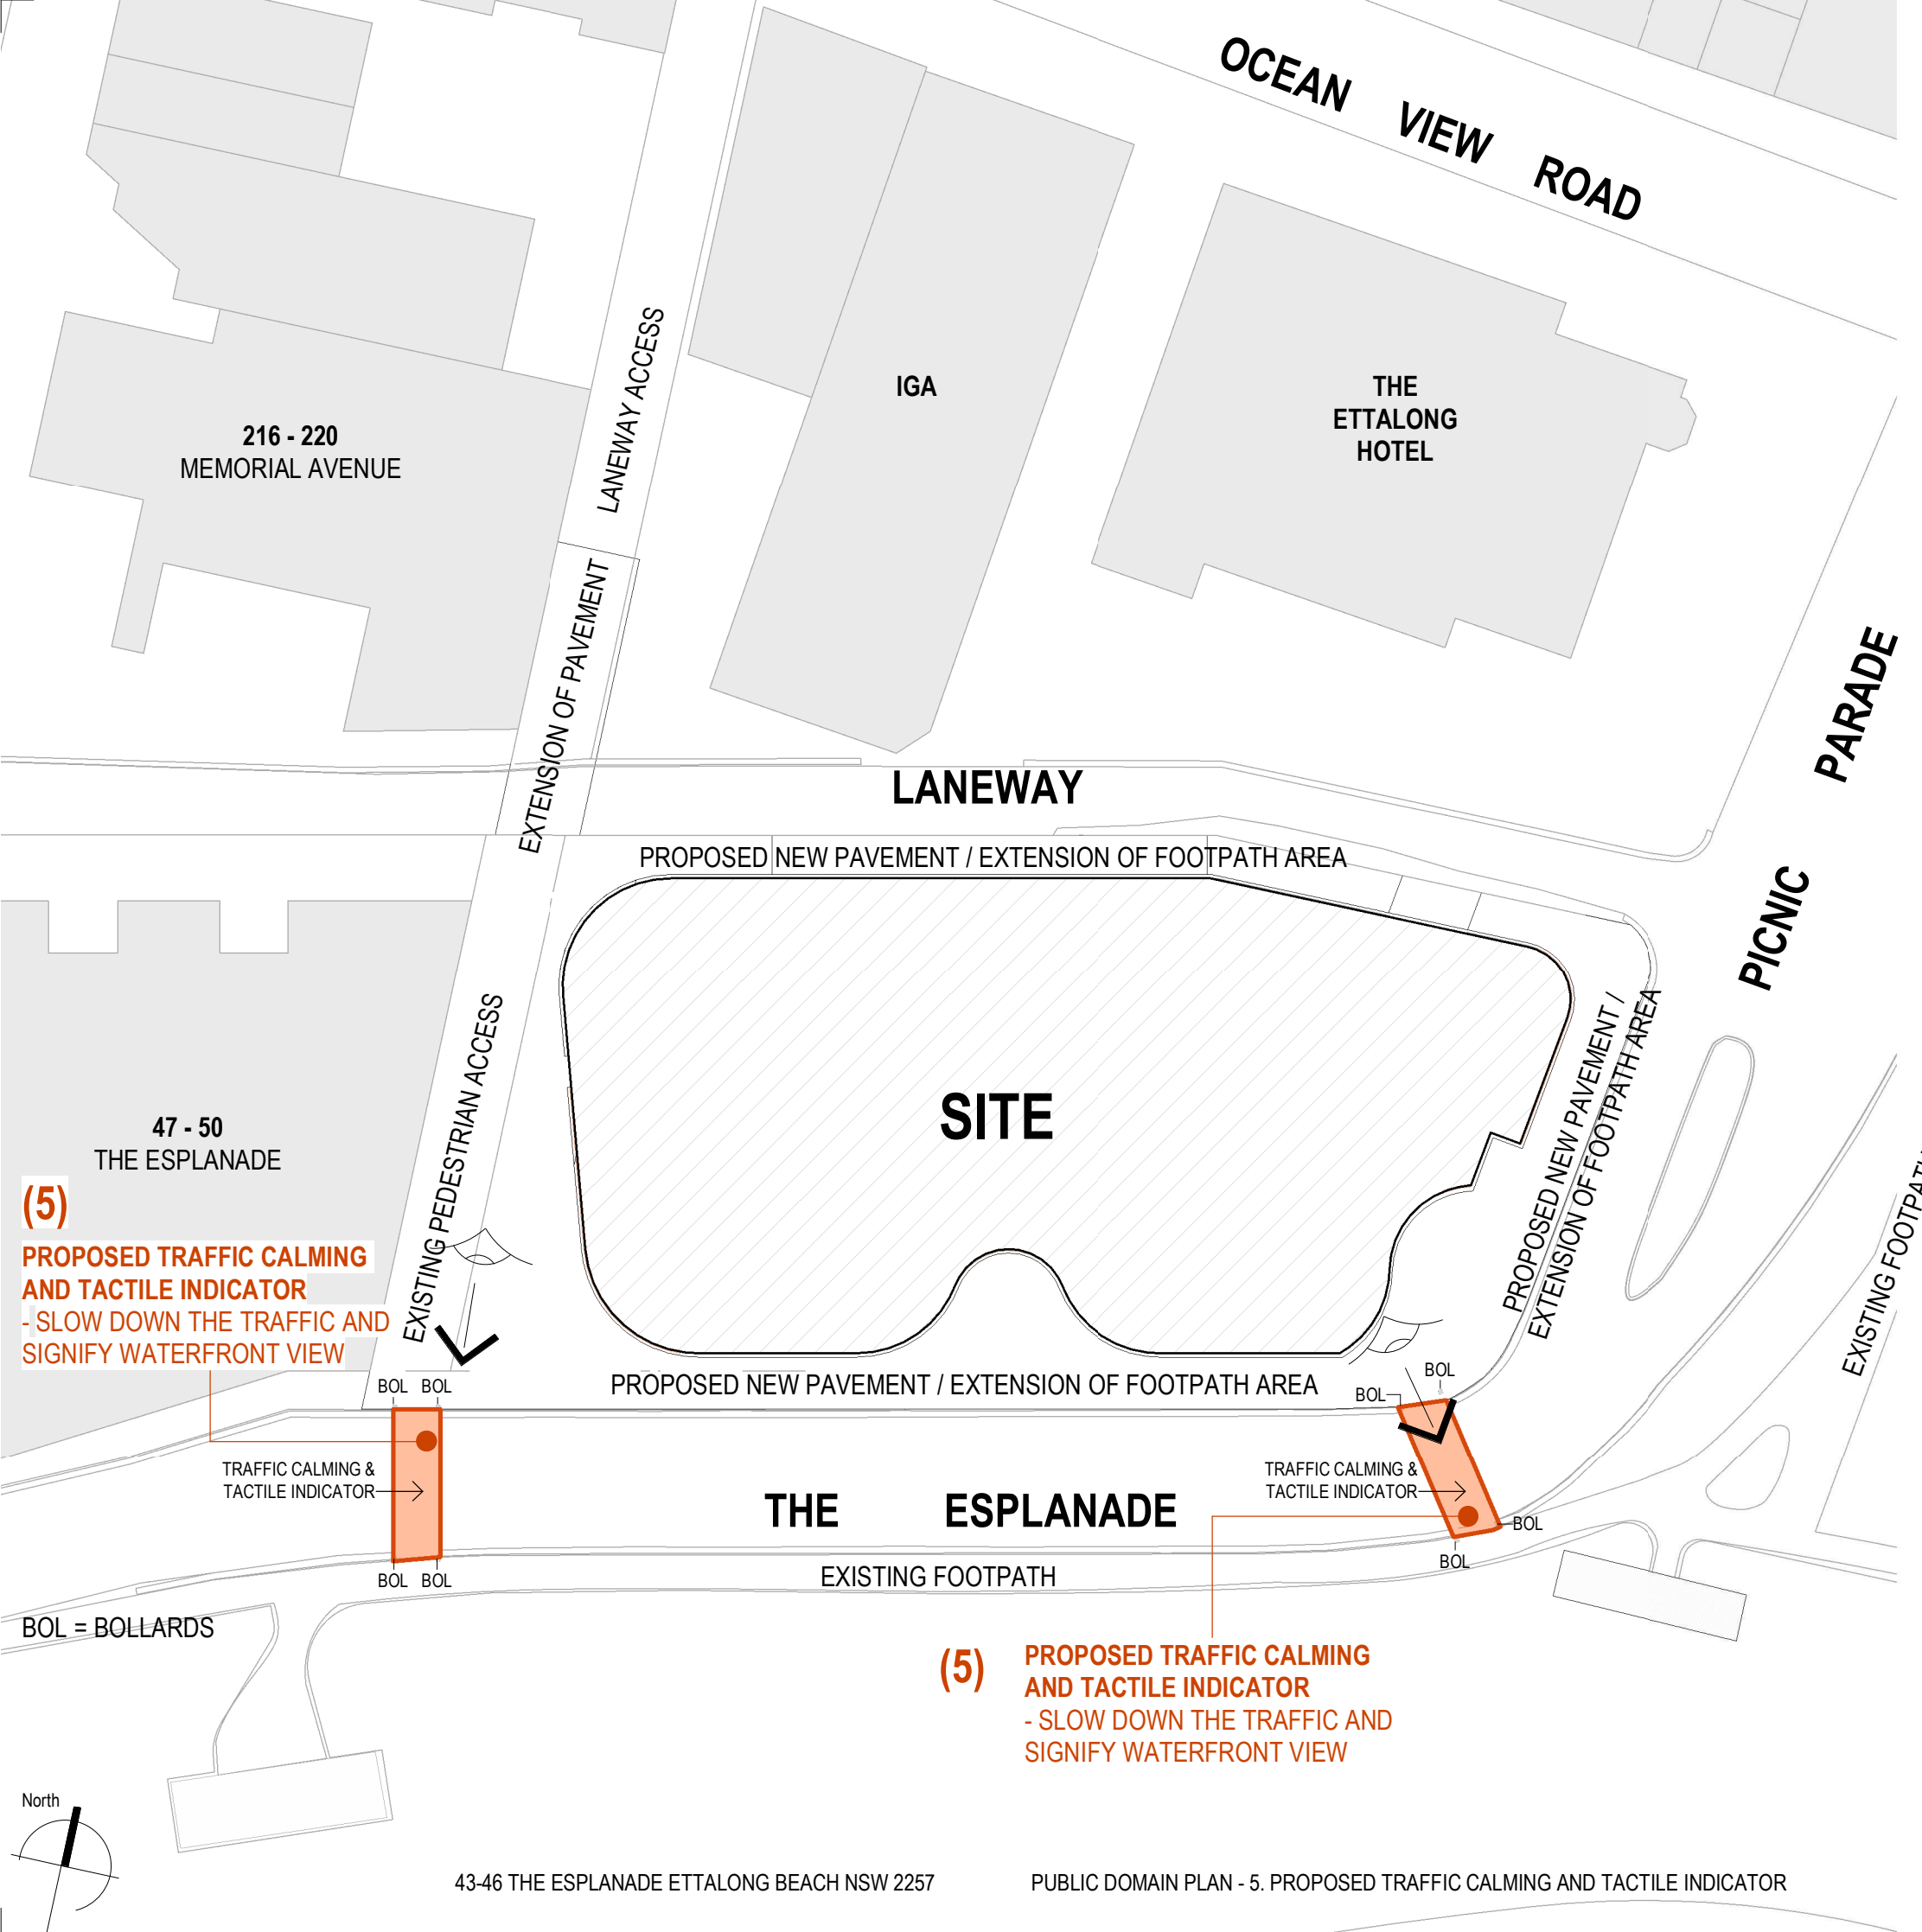 OCEAN VIEW ROAD
LANEWAY ACCESS
IGA
THE
ETTALONG
HOTEL
216 - 220
MEMORIAL AVENUE
EXTENSION OF PAVEMENT
PICNIC PARADE
LANEWAY
PROPOSED NEW PAVEMENT / EXTENSION OF FOOTPATH AREA
EXISTING PEDESTRIAN ACCESS
SITE
PROPOSED NEW PAVEMENT /
EXTENSION OF FOOTPATH AREA
47 - 50
THE ESPLANADE
(5)
PROPOSED TRAFFIC CALMING
AND TACTILE INDICATOR
- SLOW DOWN THE TRAFFIC AND
SIGNIFY WATERFRONT VIEW
EXISTING FOOTPATH
BOL BOL
PROPOSED NEW PAVEMENT / EXTENSION OF FOOTPATH AREA
BOL
BOL
TRAFFIC CALMING &
TACTILE INDICATOR
THE ESPLANADE
TRAFFIC CALMING &
TACTILE INDICATOR
BOL
BOL
BOL BOL
EXISTING FOOTPATH
BOL = BOLLARDS
(5)
PROPOSED TRAFFIC CALMING
AND TACTILE INDICATOR
- SLOW DOWN THE TRAFFIC AND
SIGNIFY WATERFRONT VIEW
North
43-46 THE ESPLANADE ETTALONG BEACH NSW 2257
PUBLIC DOMAIN PLAN - 5. PROPOSED TRAFFIC CALMING AND TACTILE INDICATOR